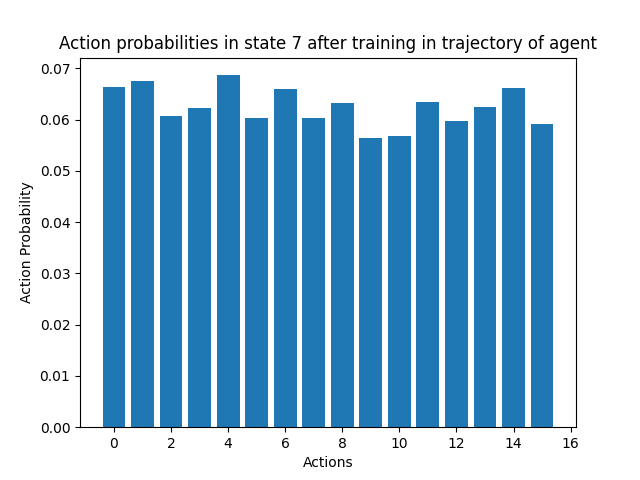 Action probabilities in state 7 after training in trajectory of agent
0.07
0.06
0.05
0.04
0.03
0.02
0.01
0.00
Action Probability
0 2 4 6 8 10 12 14 16
Actions